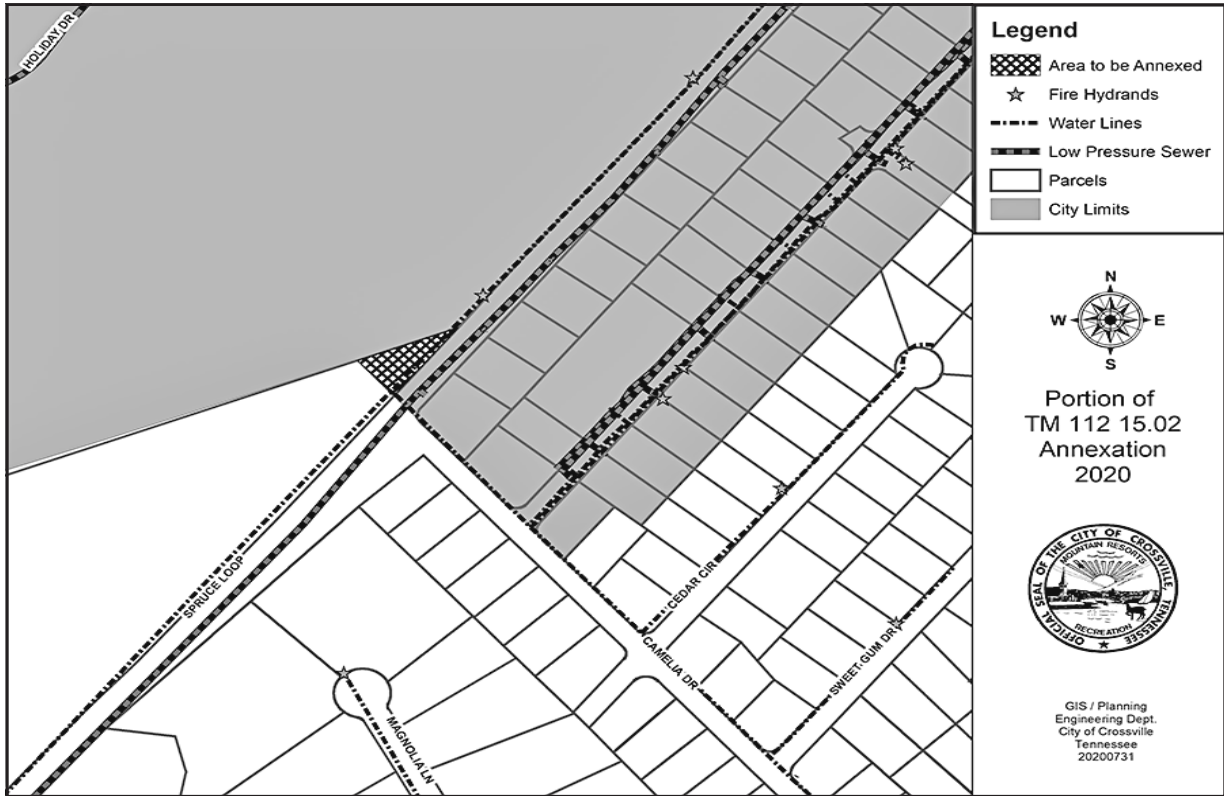 HOLIDAY DR
SPRUCE LOOP
CEDAR CIR
CAMELIA DR
SWEET GUM DR
MAGNOLIA LN
Legend
Area to be Annexed
Fire Hydrands
Water Lines
Low Pressure Sewer
Parcels
City Limits
N
W E
S
Portion of
TM 112 15.02
Annexation
2020
OFFICIAL SEAL OF THE CITY OF CROSSVILLE, TENNESSEE
MOUNTAIN RESORTS
RECREATION
GIS / Planning
Engineering Dept.
City of Crossville
Tennessee
20200731